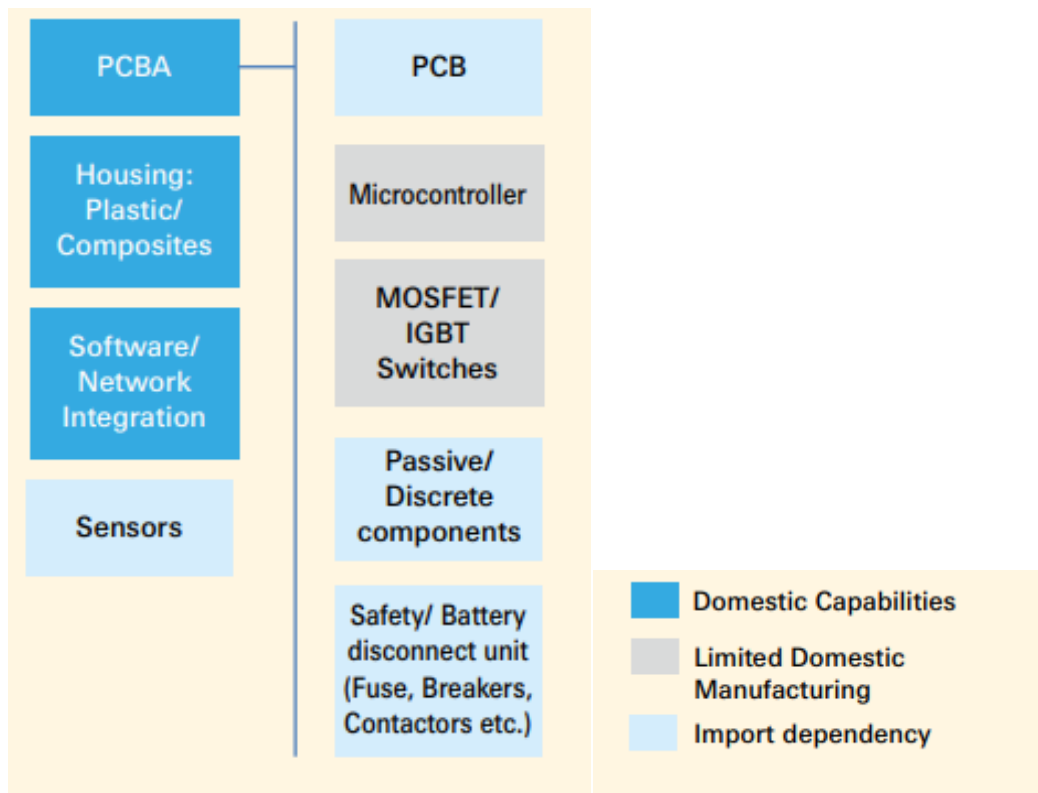 PCBA
Housing:
Plastic/
Composites
Software/
Network
Integration
Sensors
PCB
Microcontroller
MOSFET/
IGBT
Switches
Passive/
Discrete
components
Safety/ Battery
disconnect unit
(Fuse, Breakers,
Contactors etc.)
Domestic Capabilities
Limited Domestic
Manufacturing
Import dependency